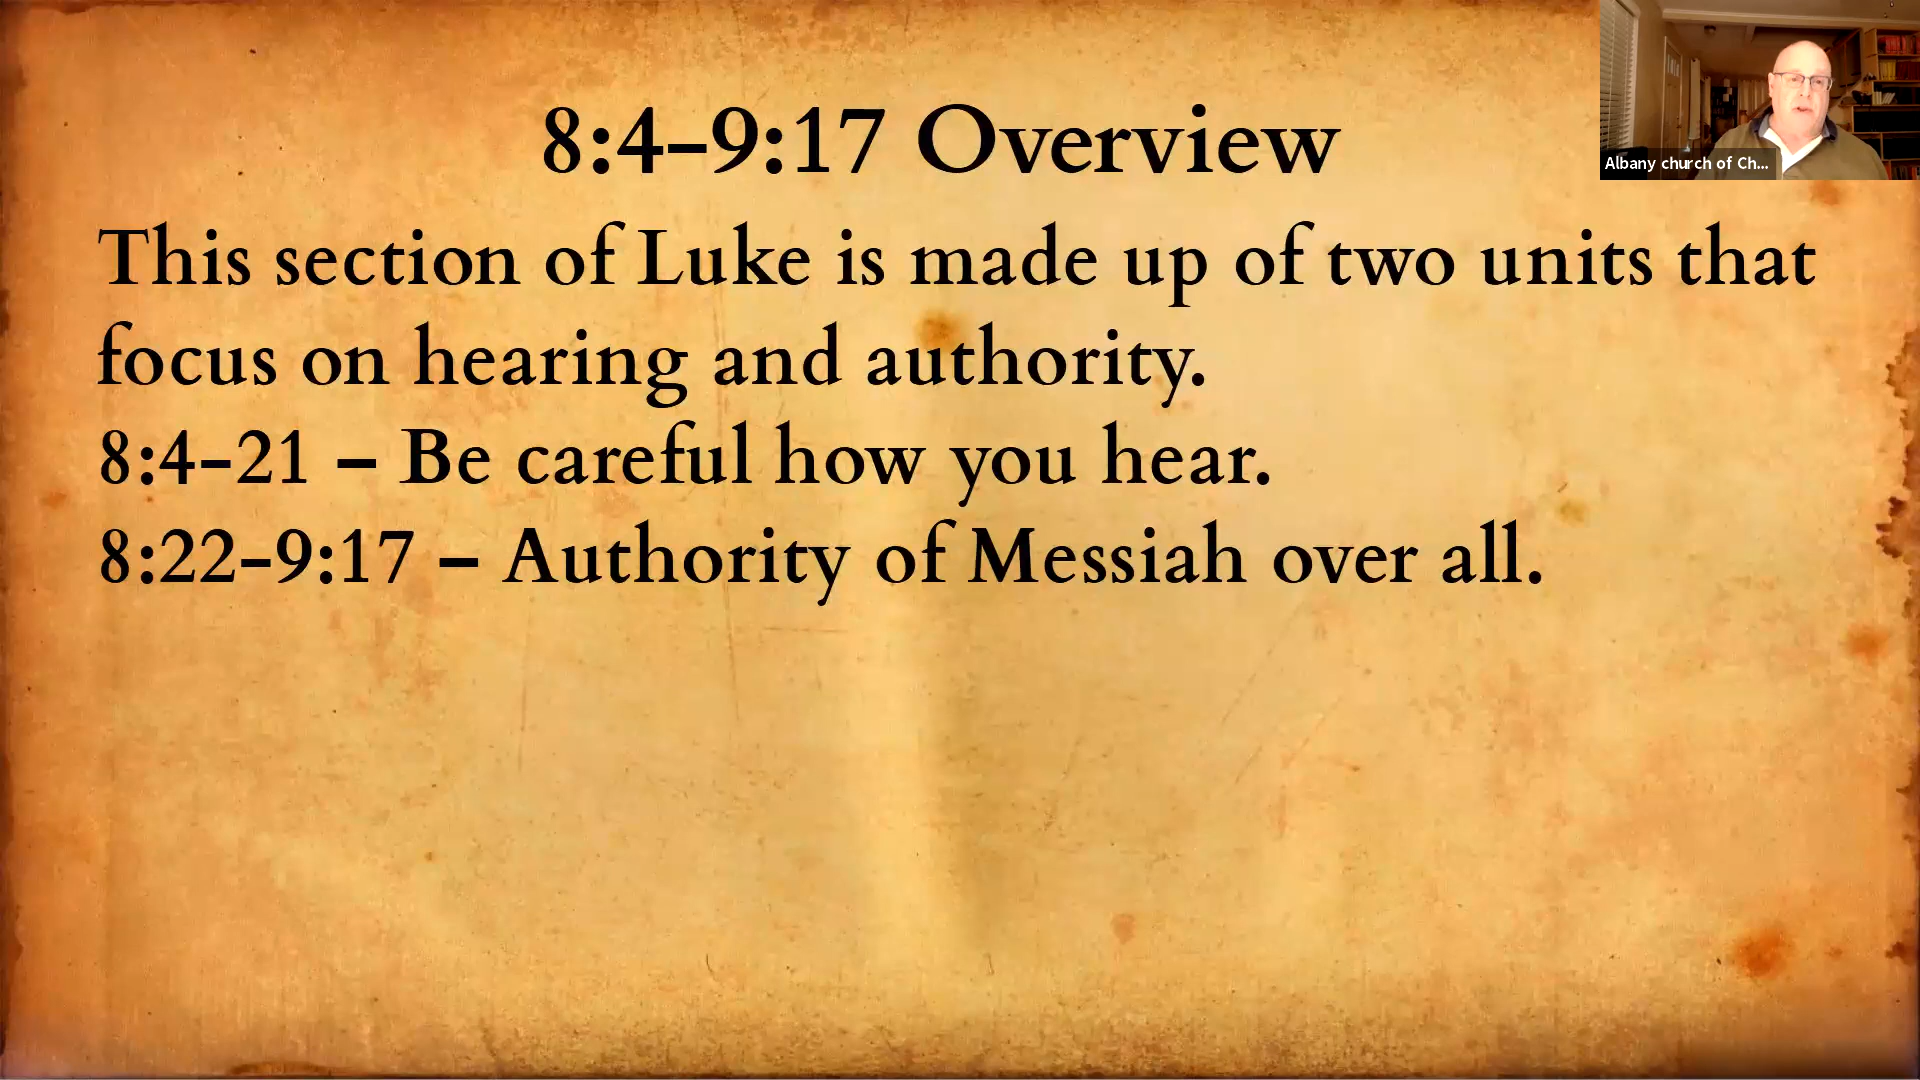 8:4–9:17 Overview
Albany church of Ch...
This section of Luke is made up of two units that
focus on hearing and authority.
8:4–21 – Be careful how you hear.
8:22–9:17 – Authority of Messiah over all.